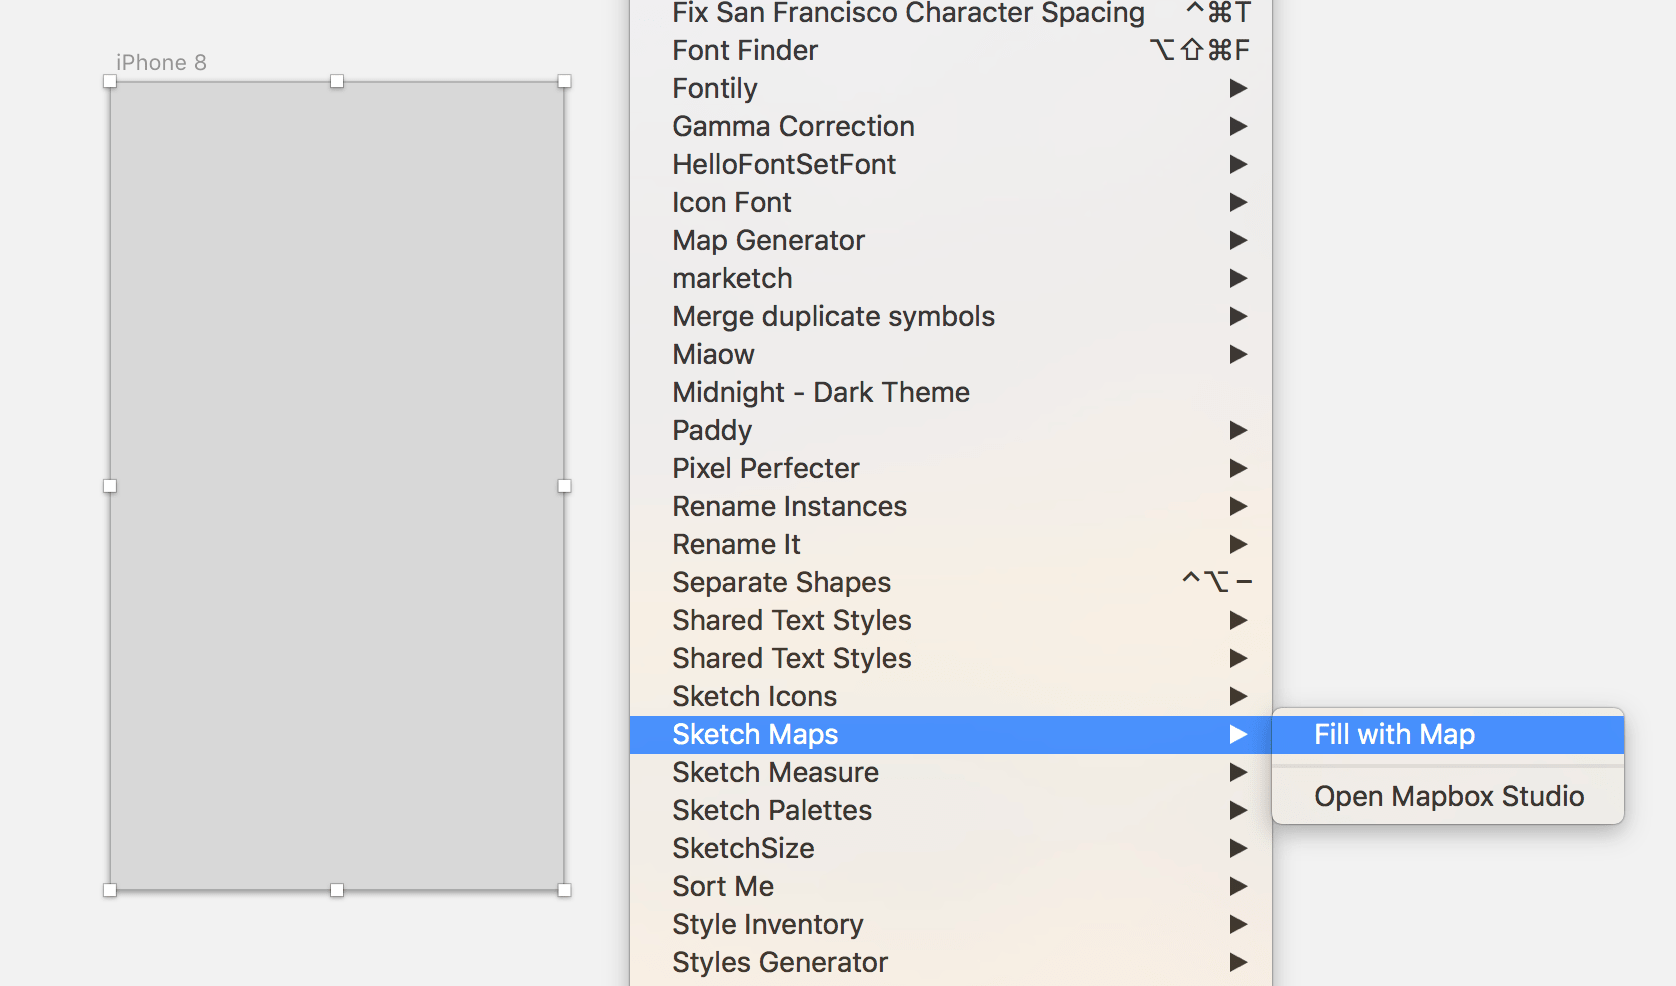 iPhone 8
Fix San Francisco Character Spacing ^⌘T
Font Finder ⌥⇧⌘F
Fontily
Gamma Correction
HelloFontSetFont
Icon Font
Map Generator
marketch
Merge duplicate symbols
Miaow
Midnight - Dark Theme
Paddy
Pixel Perfecter
Rename Instances
Rename It
Separate Shapes ^⌥-
Shared Text Styles
Shared Text Styles
Sketch Icons
Sketch Maps
Fill with Map
Sketch Measure
Open Mapbox Studio
Sketch Palettes
SketchSize
Sort Me
Style Inventory
Styles Generator